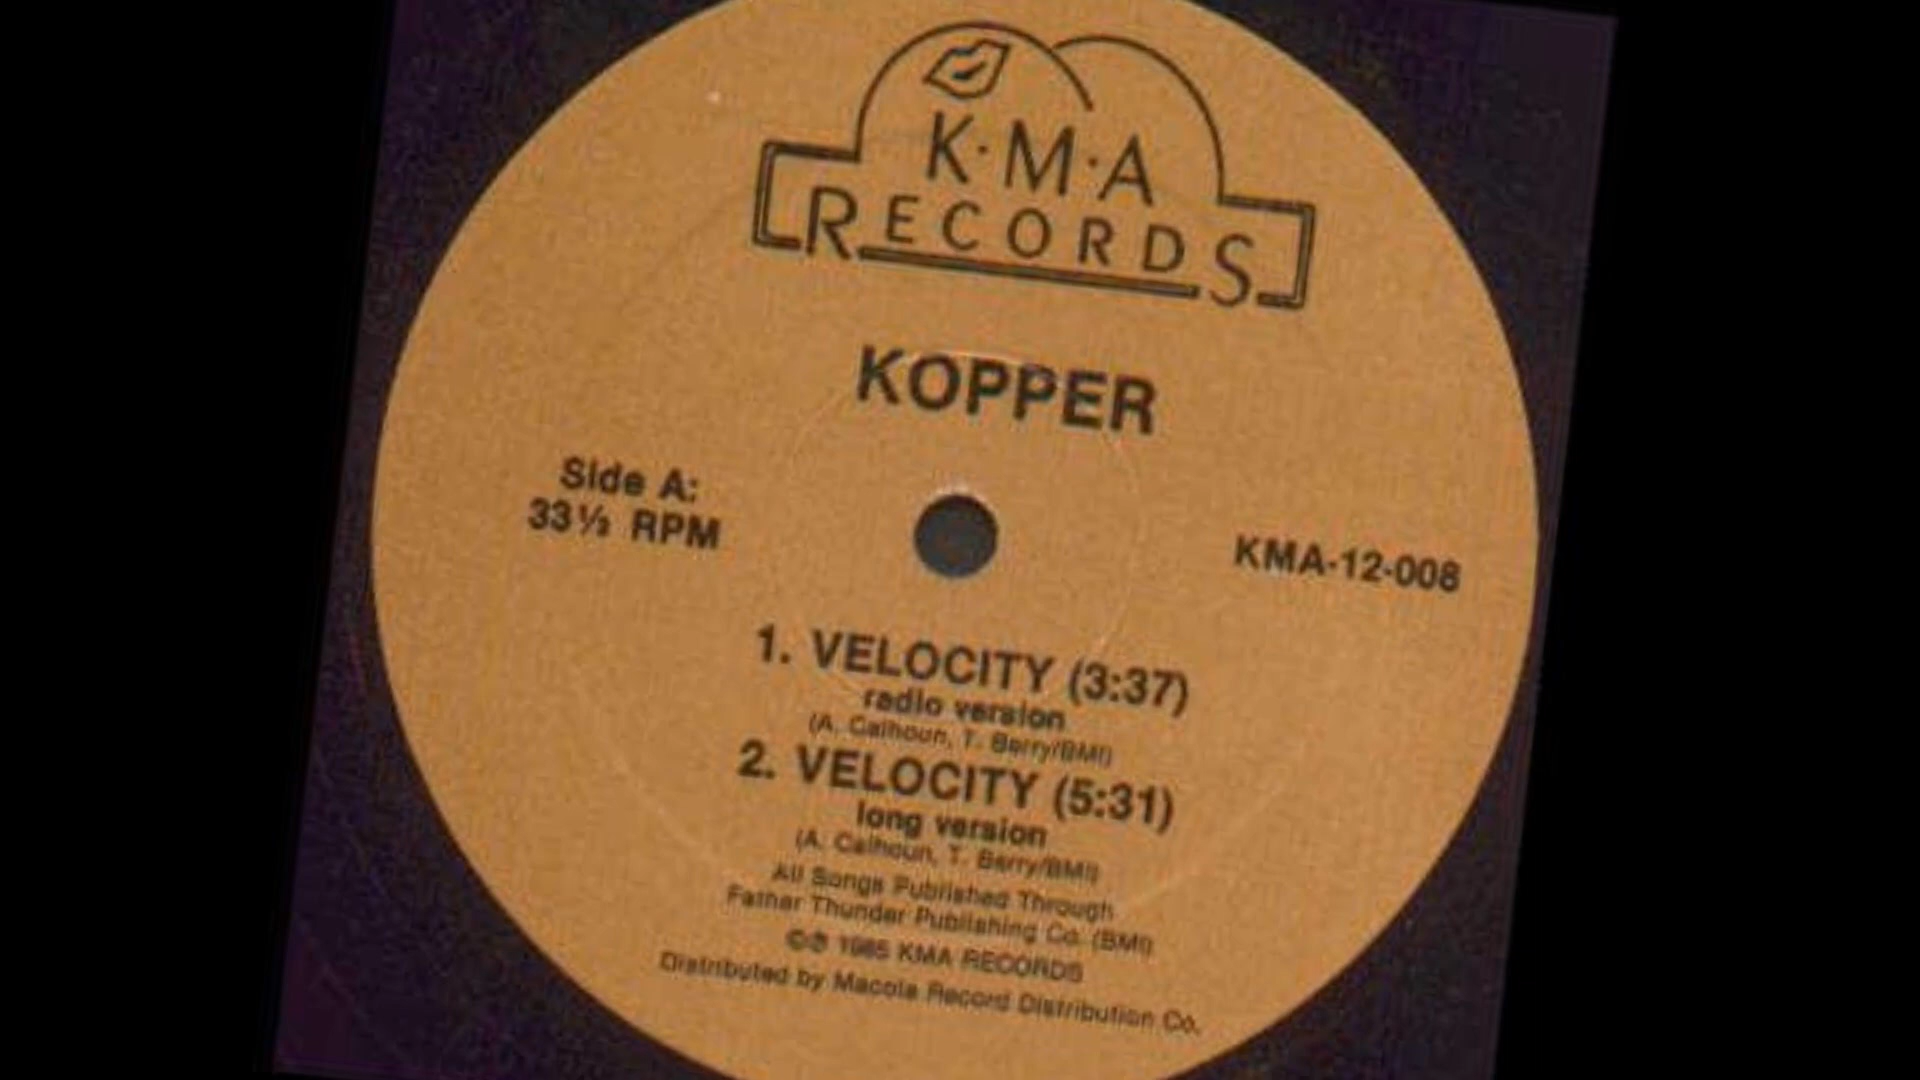 K·M·A
RECORDS
KOPPER
Side A:
33⅓ RPM
KMA-12-008
1. VELOCITY (3:37)
radio version
(A. Calhoun, T. Berry/BMI)
2. VELOCITY (5:31)
long version
(A. Calhoun, T. Berry/BMI)
All Songs Published Through
Father Thunder Publishing Co. (BMI)
©℗ 1985 KMA RECORDS
Distributed by Macola Record Distribution Co.